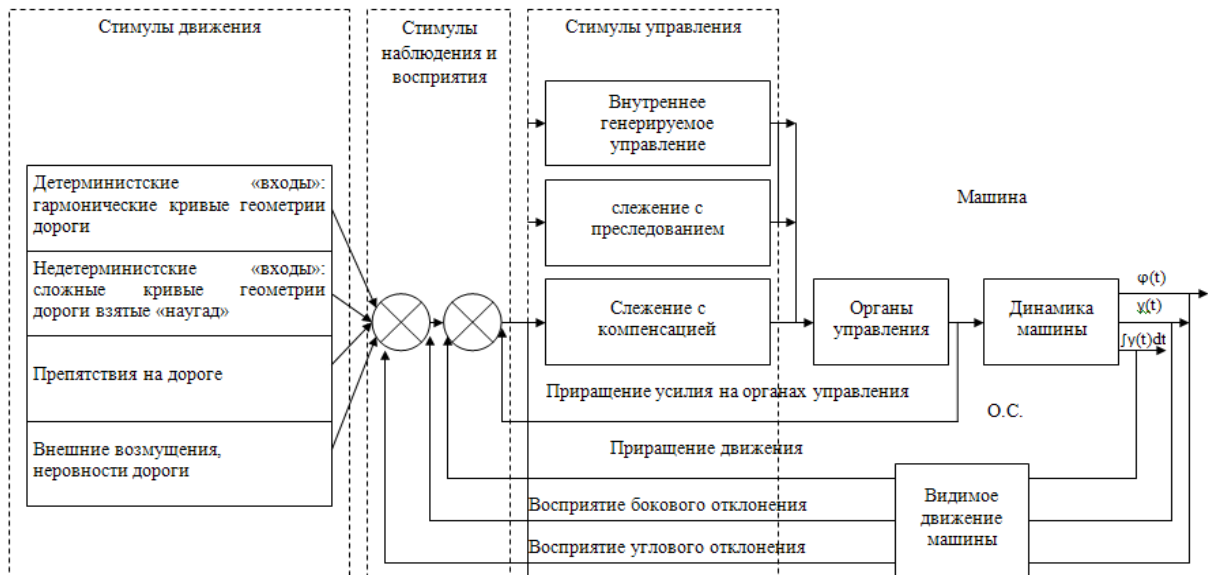 Стимулы движения
Стимулы
наблюдения и
восприятия
Стимулы управления
Внутреннее
генерируемое
управление
Детерминистские «входы»:
гармонические кривые геометрии
дороги
слежение с
преследованием
Машина
Недетерминистские «входы»:
сложные кривые геометрии
дороги взятые «наугад»
Слежение с
компенсацией
Органы
управления
Динамика
машины
φ(t)
y(t)
∫y(t)dt
Препятствия на дороге
Приращение усилия на органах управления
О.С.
Внешние возмущения,
неровности дороги
Приращение движения
Восприятие бокового отклонения
Видимое
движение
машины
Восприятие углового отклонения